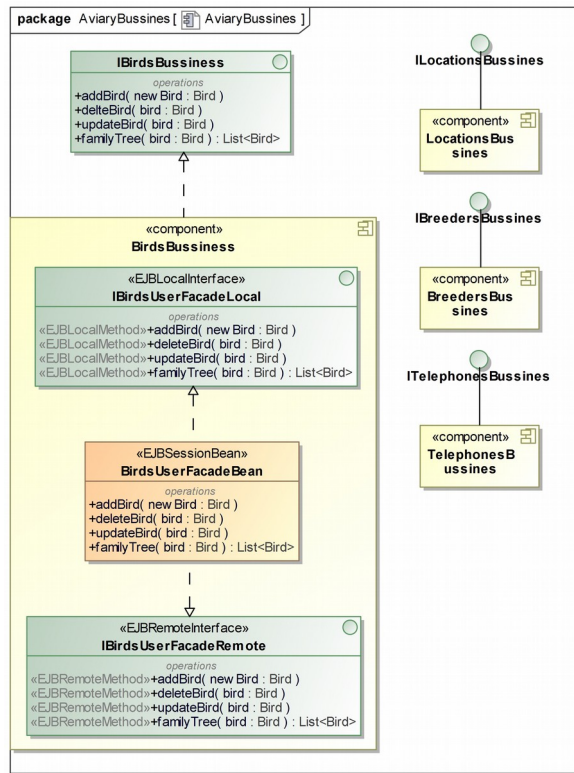 package AviaryBussines [ AviaryBussines ]
IBirdsBussiness
operations
+addBird( new Bird : Bird )
+delteBird( bird : Bird )
+updateBird( bird : Bird )
+familyTree( bird : Bird ) : List<Bird>
«component»
BirdsBussiness
«EJBLocalInterface»
IBirdsUserFacadeLocal
operations
«EJBLocalMethod»+addBird( new Bird : Bird )
«EJBLocalMethod»+deleteBird( bird : Bird )
«EJBLocalMethod»+updateBird( bird : Bird )
«EJBLocalMethod»+familyTree( bird : Bird ) : List<Bird>
«EJBSessionBean»
BirdsUserFacadeBean
operations
+addBird( new Bird : Bird )
+deleteBird( bird : Bird )
+updateBird( bird : Bird )
+familyTree( bird : Bird ) : List<Bird>
«EJBRemoteInterface»
IBirdsUserFacadeRemote
operations
«EJBRemoteMethod»+addBird( new Bird : Bird )
«EJBRemoteMethod»+deleteBird( bird : Bird )
«EJBRemoteMethod»+updateBird( bird : Bird )
«EJBRemoteMethod»+familyTree( bird : Bird ) : List<Bird>
ILocationsBussines
«component»
LocationsBus
sines
IBreedersBussines
«component»
BreedersBus
sines
ITelephonesBussines
«component»
TelephonesB
ussines